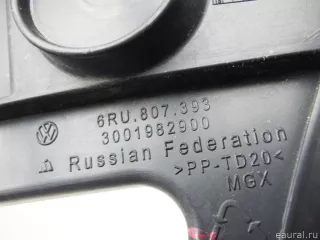 6RU.807.393
3001982900
Russian Federation
>PP-TD20<
MGX
eaural.ru